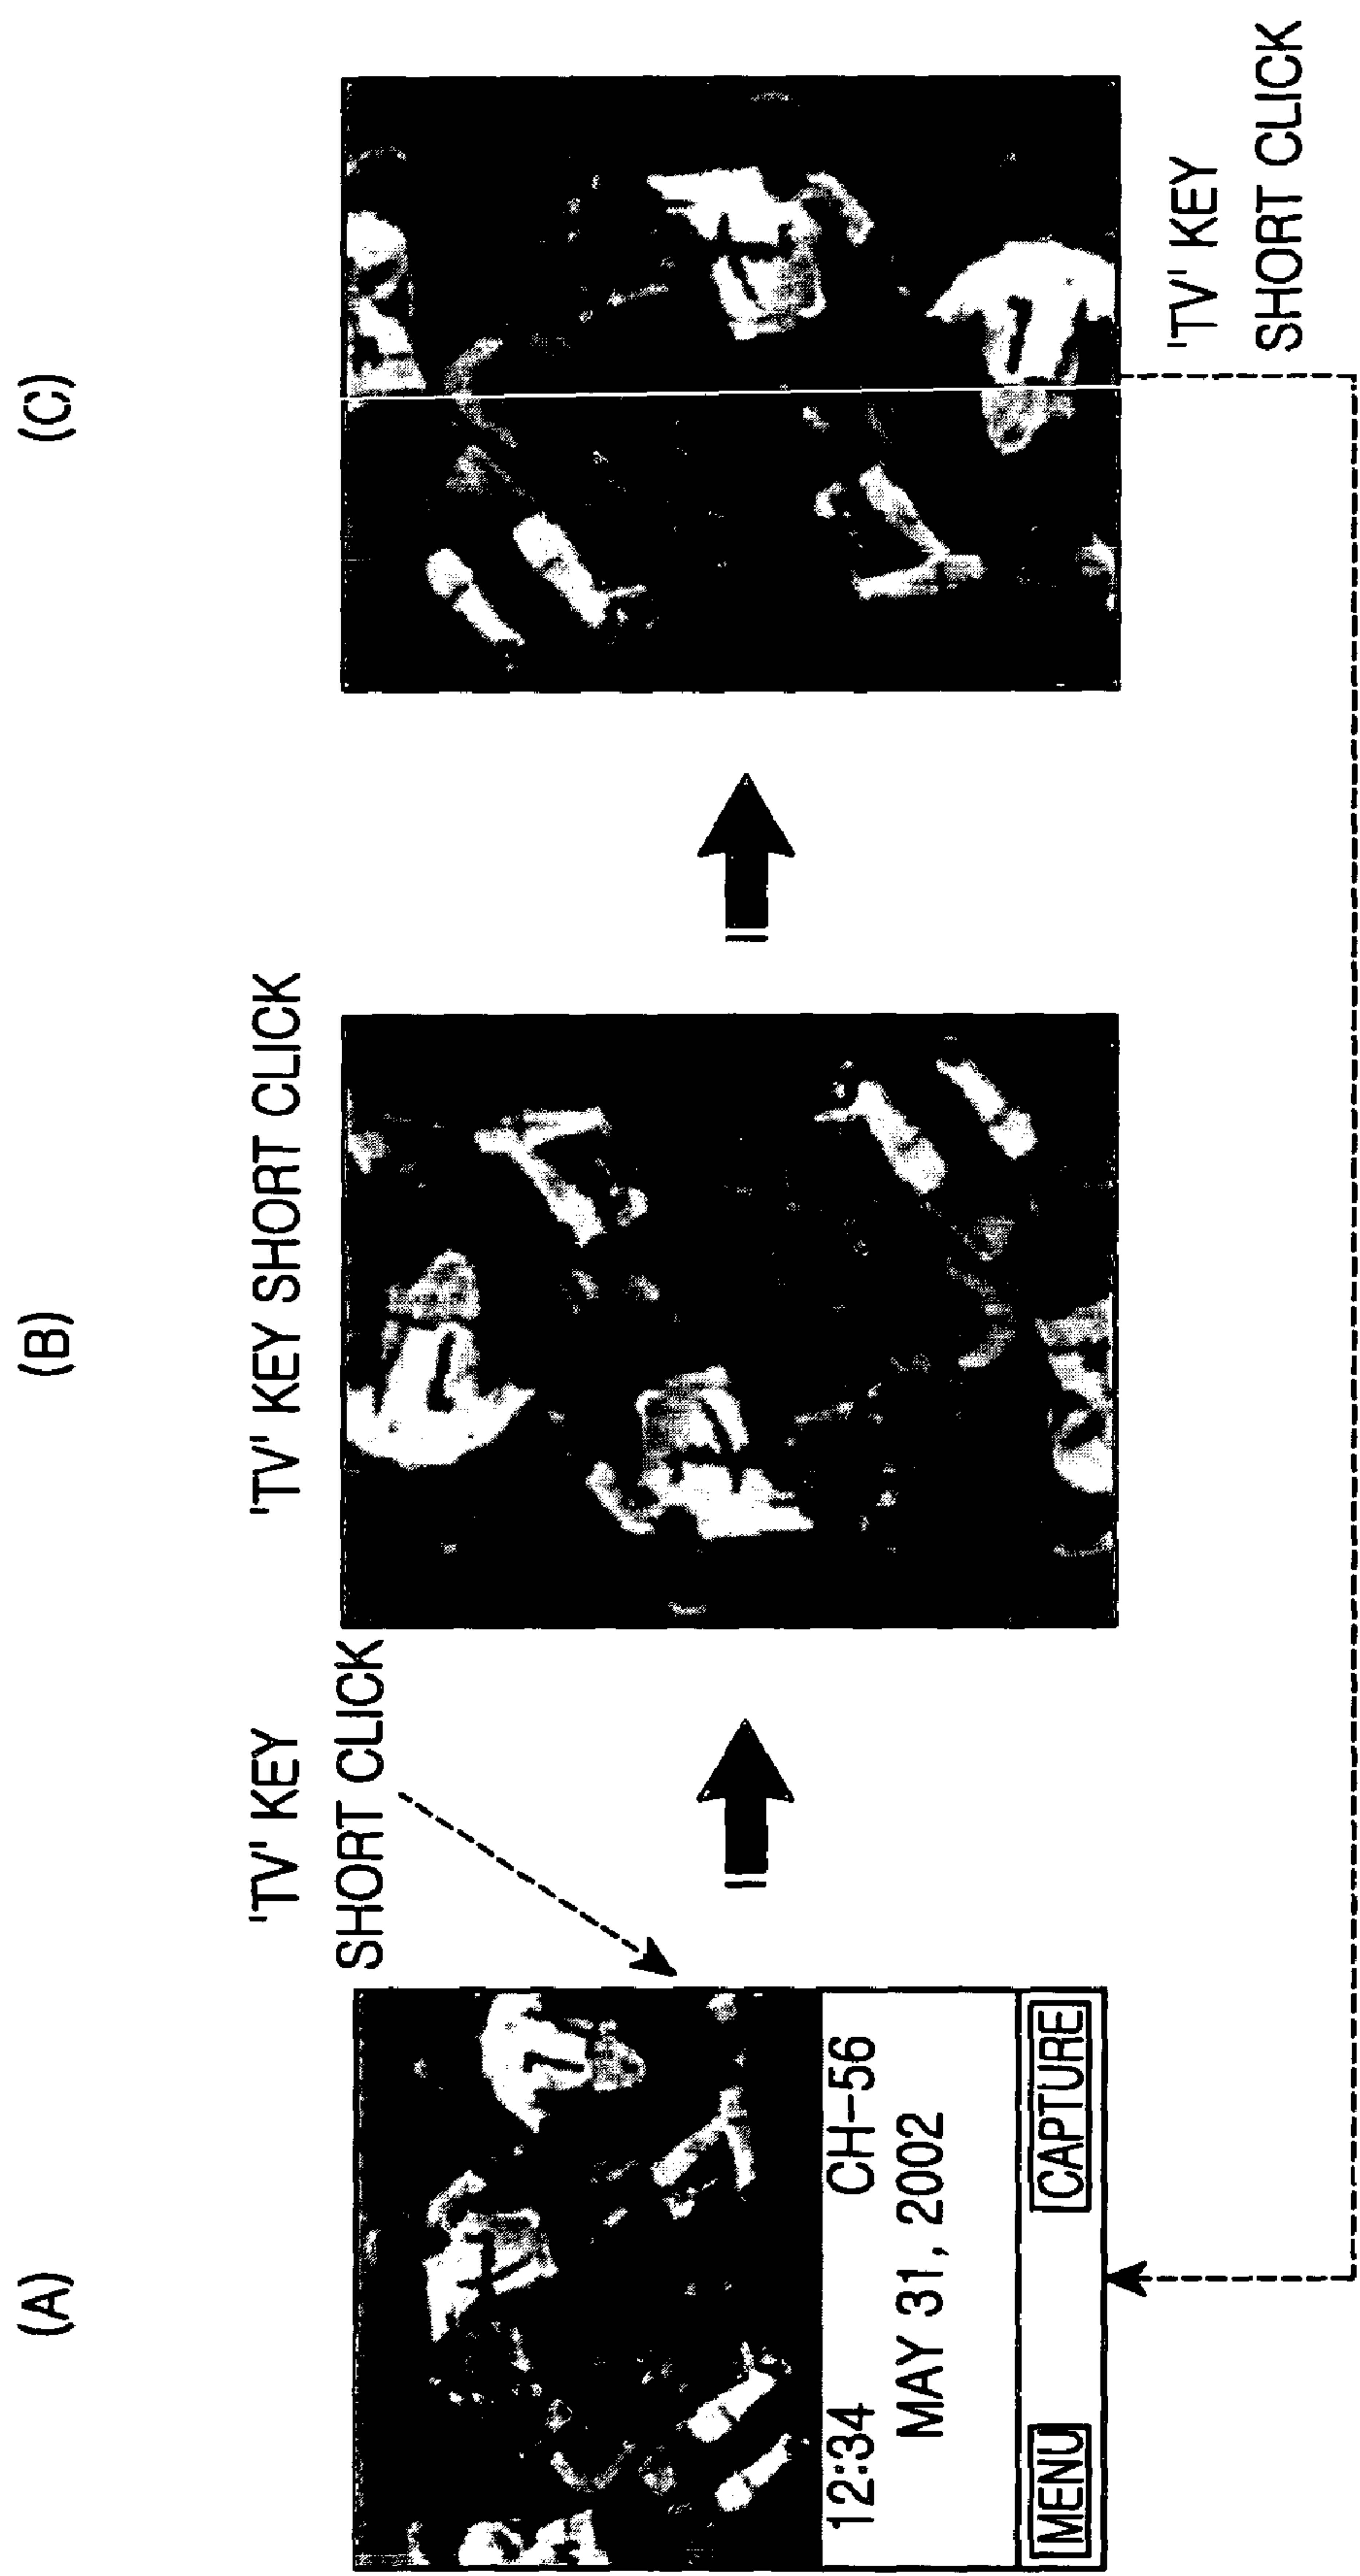 (A)
(B)
(C)
'TV' KEY
SHORT CLICK
'TV' KEY SHORT CLICK
7
12:34 CH-56
MAY 31, 2002
MENU CAPTURE
'TV' KEY
SHORT CLICK